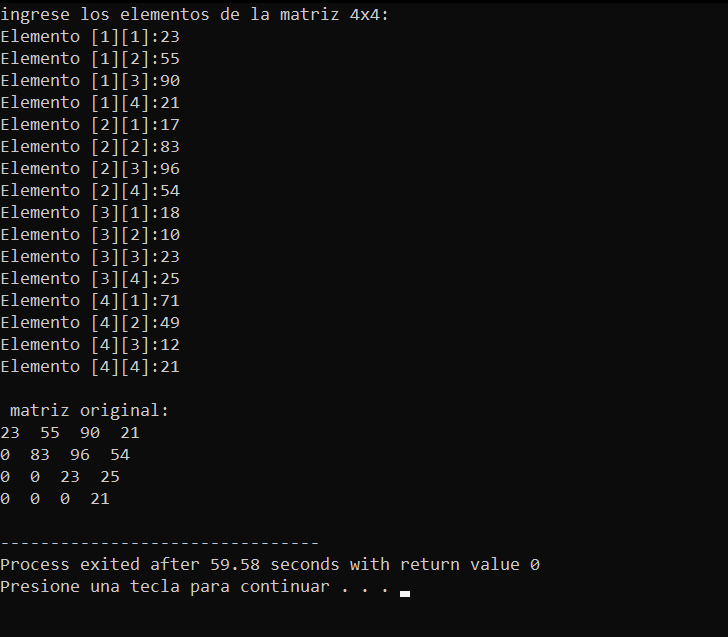 ingrese los elementos de la matriz 4x4:
Elemento [1][1]:23
Elemento [1][2]:55
Elemento [1][3]:90
Elemento [1][4]:21
Elemento [2][1]:17
Elemento [2][2]:83
Elemento [2][3]:96
Elemento [2][4]:54
Elemento [3][1]:18
Elemento [3][2]:10
Elemento [3][3]:23
Elemento [3][4]:25
Elemento [4][1]:71
Elemento [4][2]:49
Elemento [4][3]:12
Elemento [4][4]:21
 matriz original:
23  55  90  21
0  83  96  54
0  0  23  25
0  0  0  21
--------------------------------
Process exited after 59.58 seconds with return value 0
Presione una tecla para continuar . . .